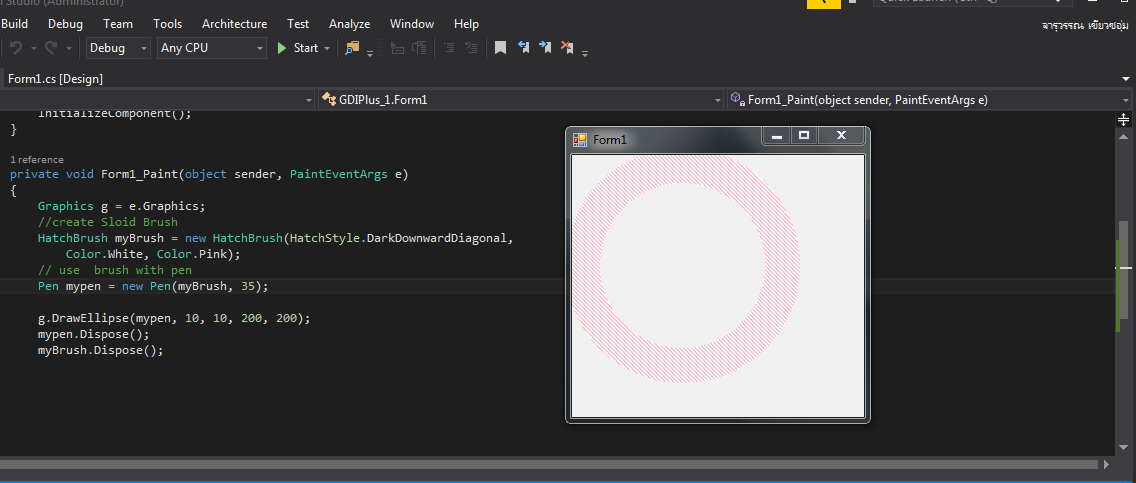 l Studio (Administrator)
Build Debug Team Tools Architecture Test Analyze Window Help
จารุวรรณ เขียวชอุ่ม
Debug Any CPU Start
Form1.cs [Design]
GDIPlus_1.Form1 Form1_Paint(object sender, PaintEventArgs e)
InitializeComponent();
}
1 reference
private void Form1_Paint(object sender, PaintEventArgs e)
{
Graphics g = e.Graphics;
//create Sloid Brush
HatchBrush myBrush = new HatchBrush(HatchStyle.DarkDownwardDiagonal,
Color.White, Color.Pink);
// use  brush with pen
Pen mypen = new Pen(myBrush, 35);
g.DrawEllipse(mypen, 10, 10, 200, 200);
mypen.Dispose();
myBrush.Dispose();
Form1